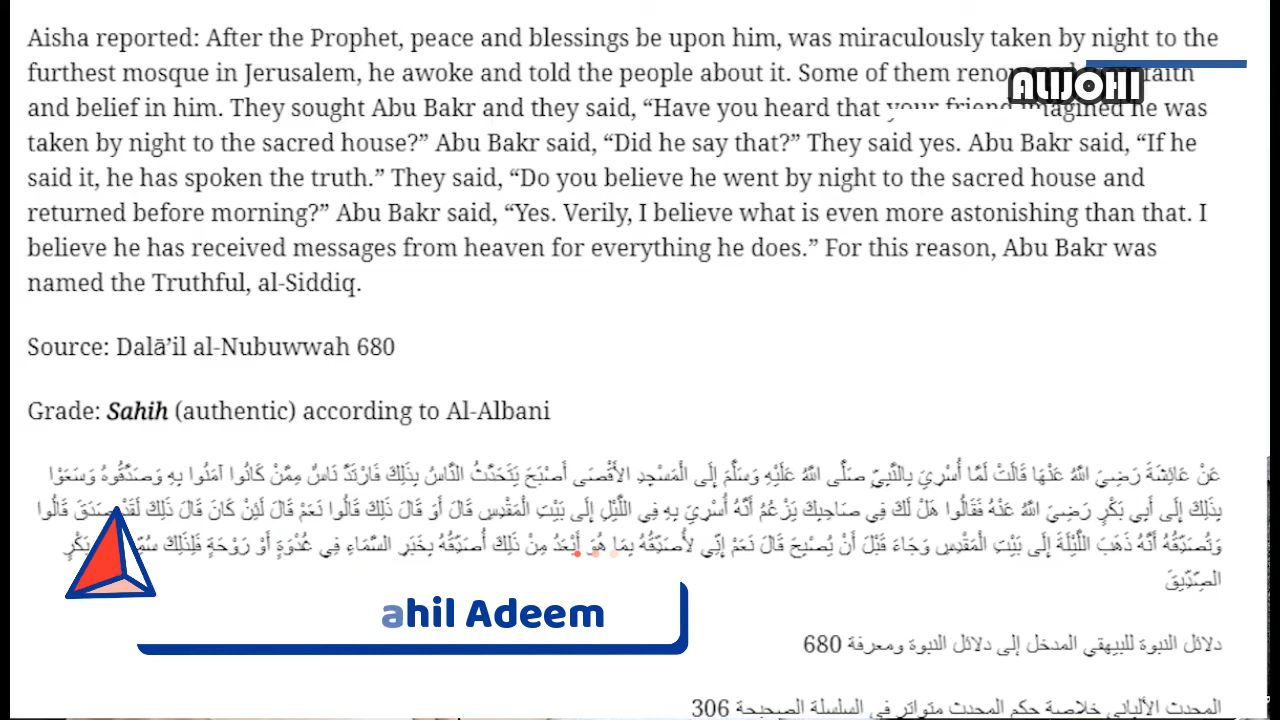 Aisha reported: After the Prophet, peace and blessings be upon him, was miraculously taken by night to the
furthest mosque in Jerusalem, he awoke and told the people about it. Some of them faith
ALIJOHI
and belief in him. They sought Abu Bakr and they said, “Have you heard that your friend imagined he was
taken by night to the sacred house?” Abu Bakr said, “Did he say that?” They said yes. Abu Bakr said, “If he
said it, he has spoken the truth.” They said, “Do you believe he went by night to the sacred house and
returned before morning?” Abu Bakr said, “Yes. Verily, I believe what is even more astonishing than that. I
believe he has received messages from heaven for everything he does.” For this reason, Abu Bakr was
named the Truthful, al-Siddiq.
Source: Dalā’il al-Nubuwwah 680
Grade: Sahih (authentic) according to Al-Albani
عَنْ عَائِشَةَ رَضِيَ اللَّهُ عَنْهَا قَالَتْ لَمَّا أُسْرِيَ بِالنَّبِيِّ صَلَّى اللَّهُ عَلَيْهِ وَسَلَّمَ إِلَى الْمَسْجِدِ الأَقْصَى أَصْبَحَ يَتَحَدَّثُ النَّاسُ بِذَلِكَ فَارْتَدَّ نَاسٌ مِمَّنْ كَانُوا آمَنُوا بِهِ وَصَدَّقُوهُ وَسَعَوْا
بِذَلِكَ إِلَى أَبِي بَكْرٍ رَضِيَ اللَّهُ عَنْهُ فَقَالُوا هَلْ لَكَ فِي صَاحِبِكَ يَزْعُمُ أَنَّهُ أُسْرِيَ بِهِ فِي اللَّيْلِ إِلَى بَيْتِ الْمَقْدِسِ قَالَ أَوَ قَالَ ذَلِكَ قَالُوا نَعَمْ قَالَ لَئِنْ كَانَ قَالَ ذَلِكَ لَقَدْ صَدَقَ قَالُوا
وَتُصَدِّقُهُ أَنَّهُ ذَهَبَ اللَّيْلَةَ إِلَى بَيْتِ الْمَقْدِسِ وَجَاءَ قَبْلَ أَنْ يُصْبِحَ قَالَ نَعَمْ إِنِّي لأُصَدِّقُهُ بِمَا هُوَ أَبْعَدُ مِنْ ذَلِكَ أُصَدِّقُهُ بِخَبَرِ السَّمَاءِ فِي غُدْوَةٍ أَوْ رَوْحَةٍ فَلِذَلِكَ بَكْرٍ
الصِّدِّيقَ
ahil Adeem
دلائل النبوة للبيهقي المدخل إلى دلائل النبوة ومعرفة 680
المحدث الألباني خلاصة حكم المحدث متواتر في السلسلة الصحيحة 306